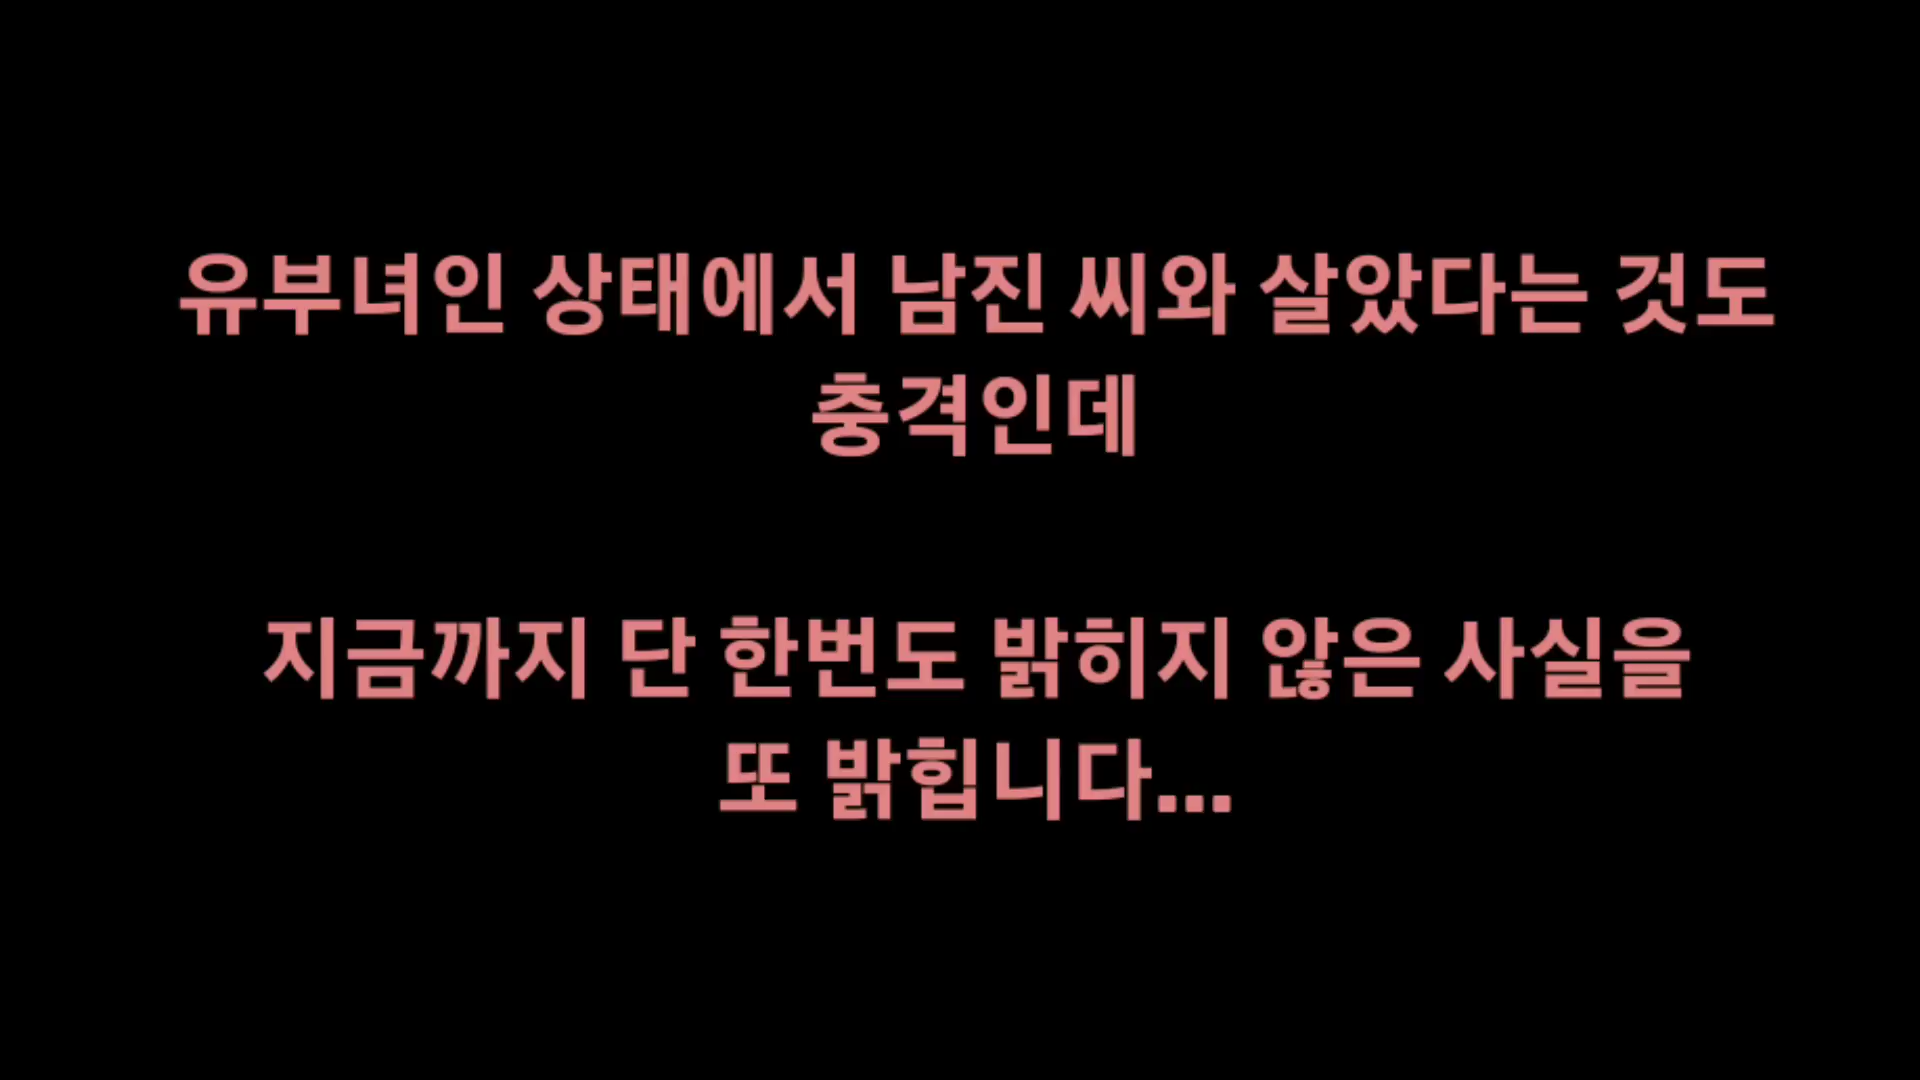 유부녀인 상태에서 남진 씨와 살았다는 것도
충격인데
지금까지 단 한번도 밝히지 않은 사실을
또 밝힙니다...